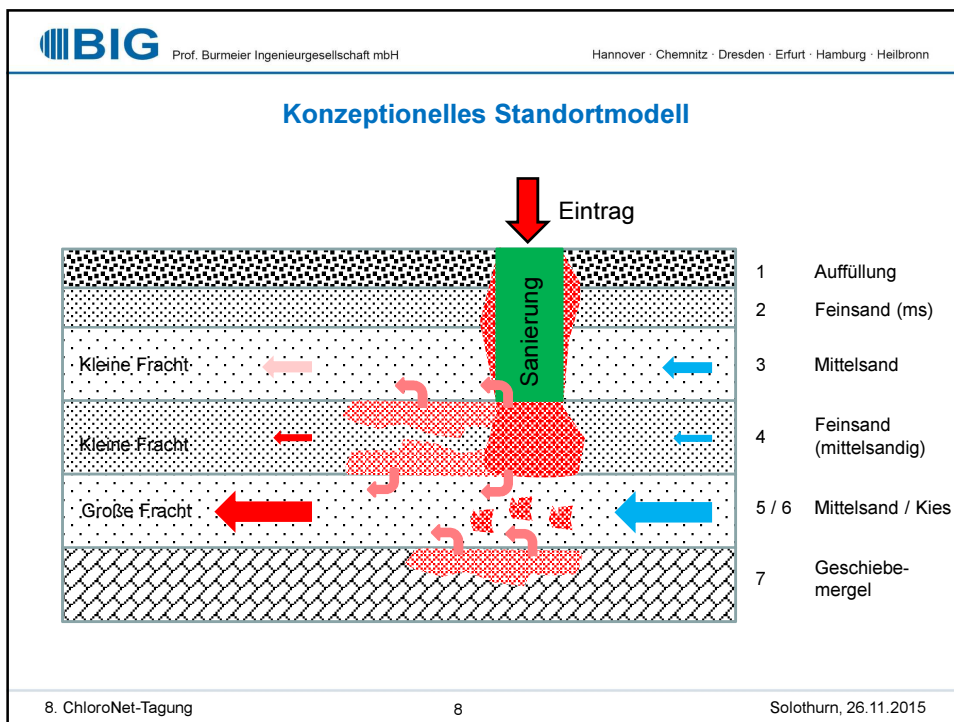 BIG Prof. Burmeier Ingenieurgesellschaft mbH Hannover · Chemnitz · Dresden · Erfurt · Hamburg · Heilbronn
Konzeptionelles Standortmodell
Eintrag
Sanierung
1 Auffüllung
2 Feinsand (ms)
Kleine Fracht 3 Mittelsand
Kleine Fracht 4 Feinsand
(mittelsandig)
Große Fracht 5 / 6 Mittelsand / Kies
7 Geschiebe-
mergel
8. ChloroNet-Tagung 8 Solothurn, 26.11.2015